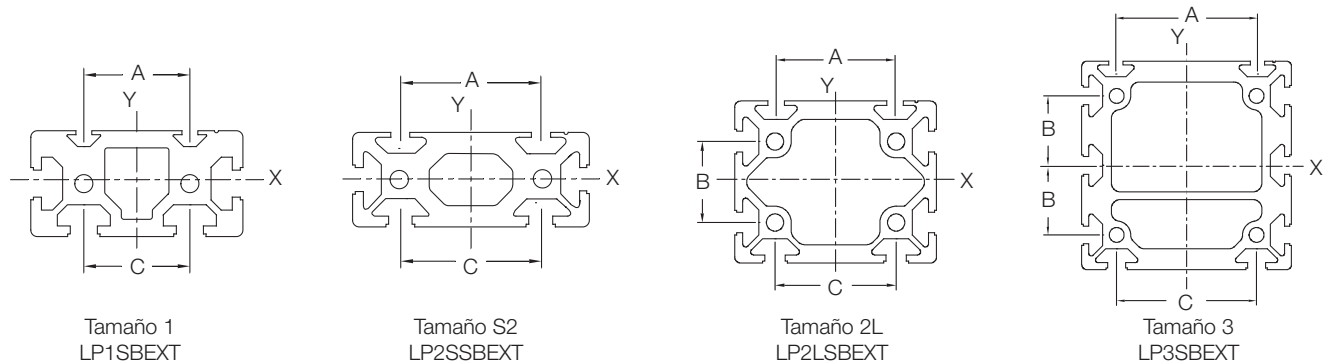 A
Y
X
C
Tamaño 1
LP1SBEXT
A
Y
X
C
Tamaño S2
LP2SSBEXT
A
Y
B
X
C
Tamaño 2L
LP2LSBEXT
A
Y
B
X
B
C
Tamaño 3
LP3SBEXT